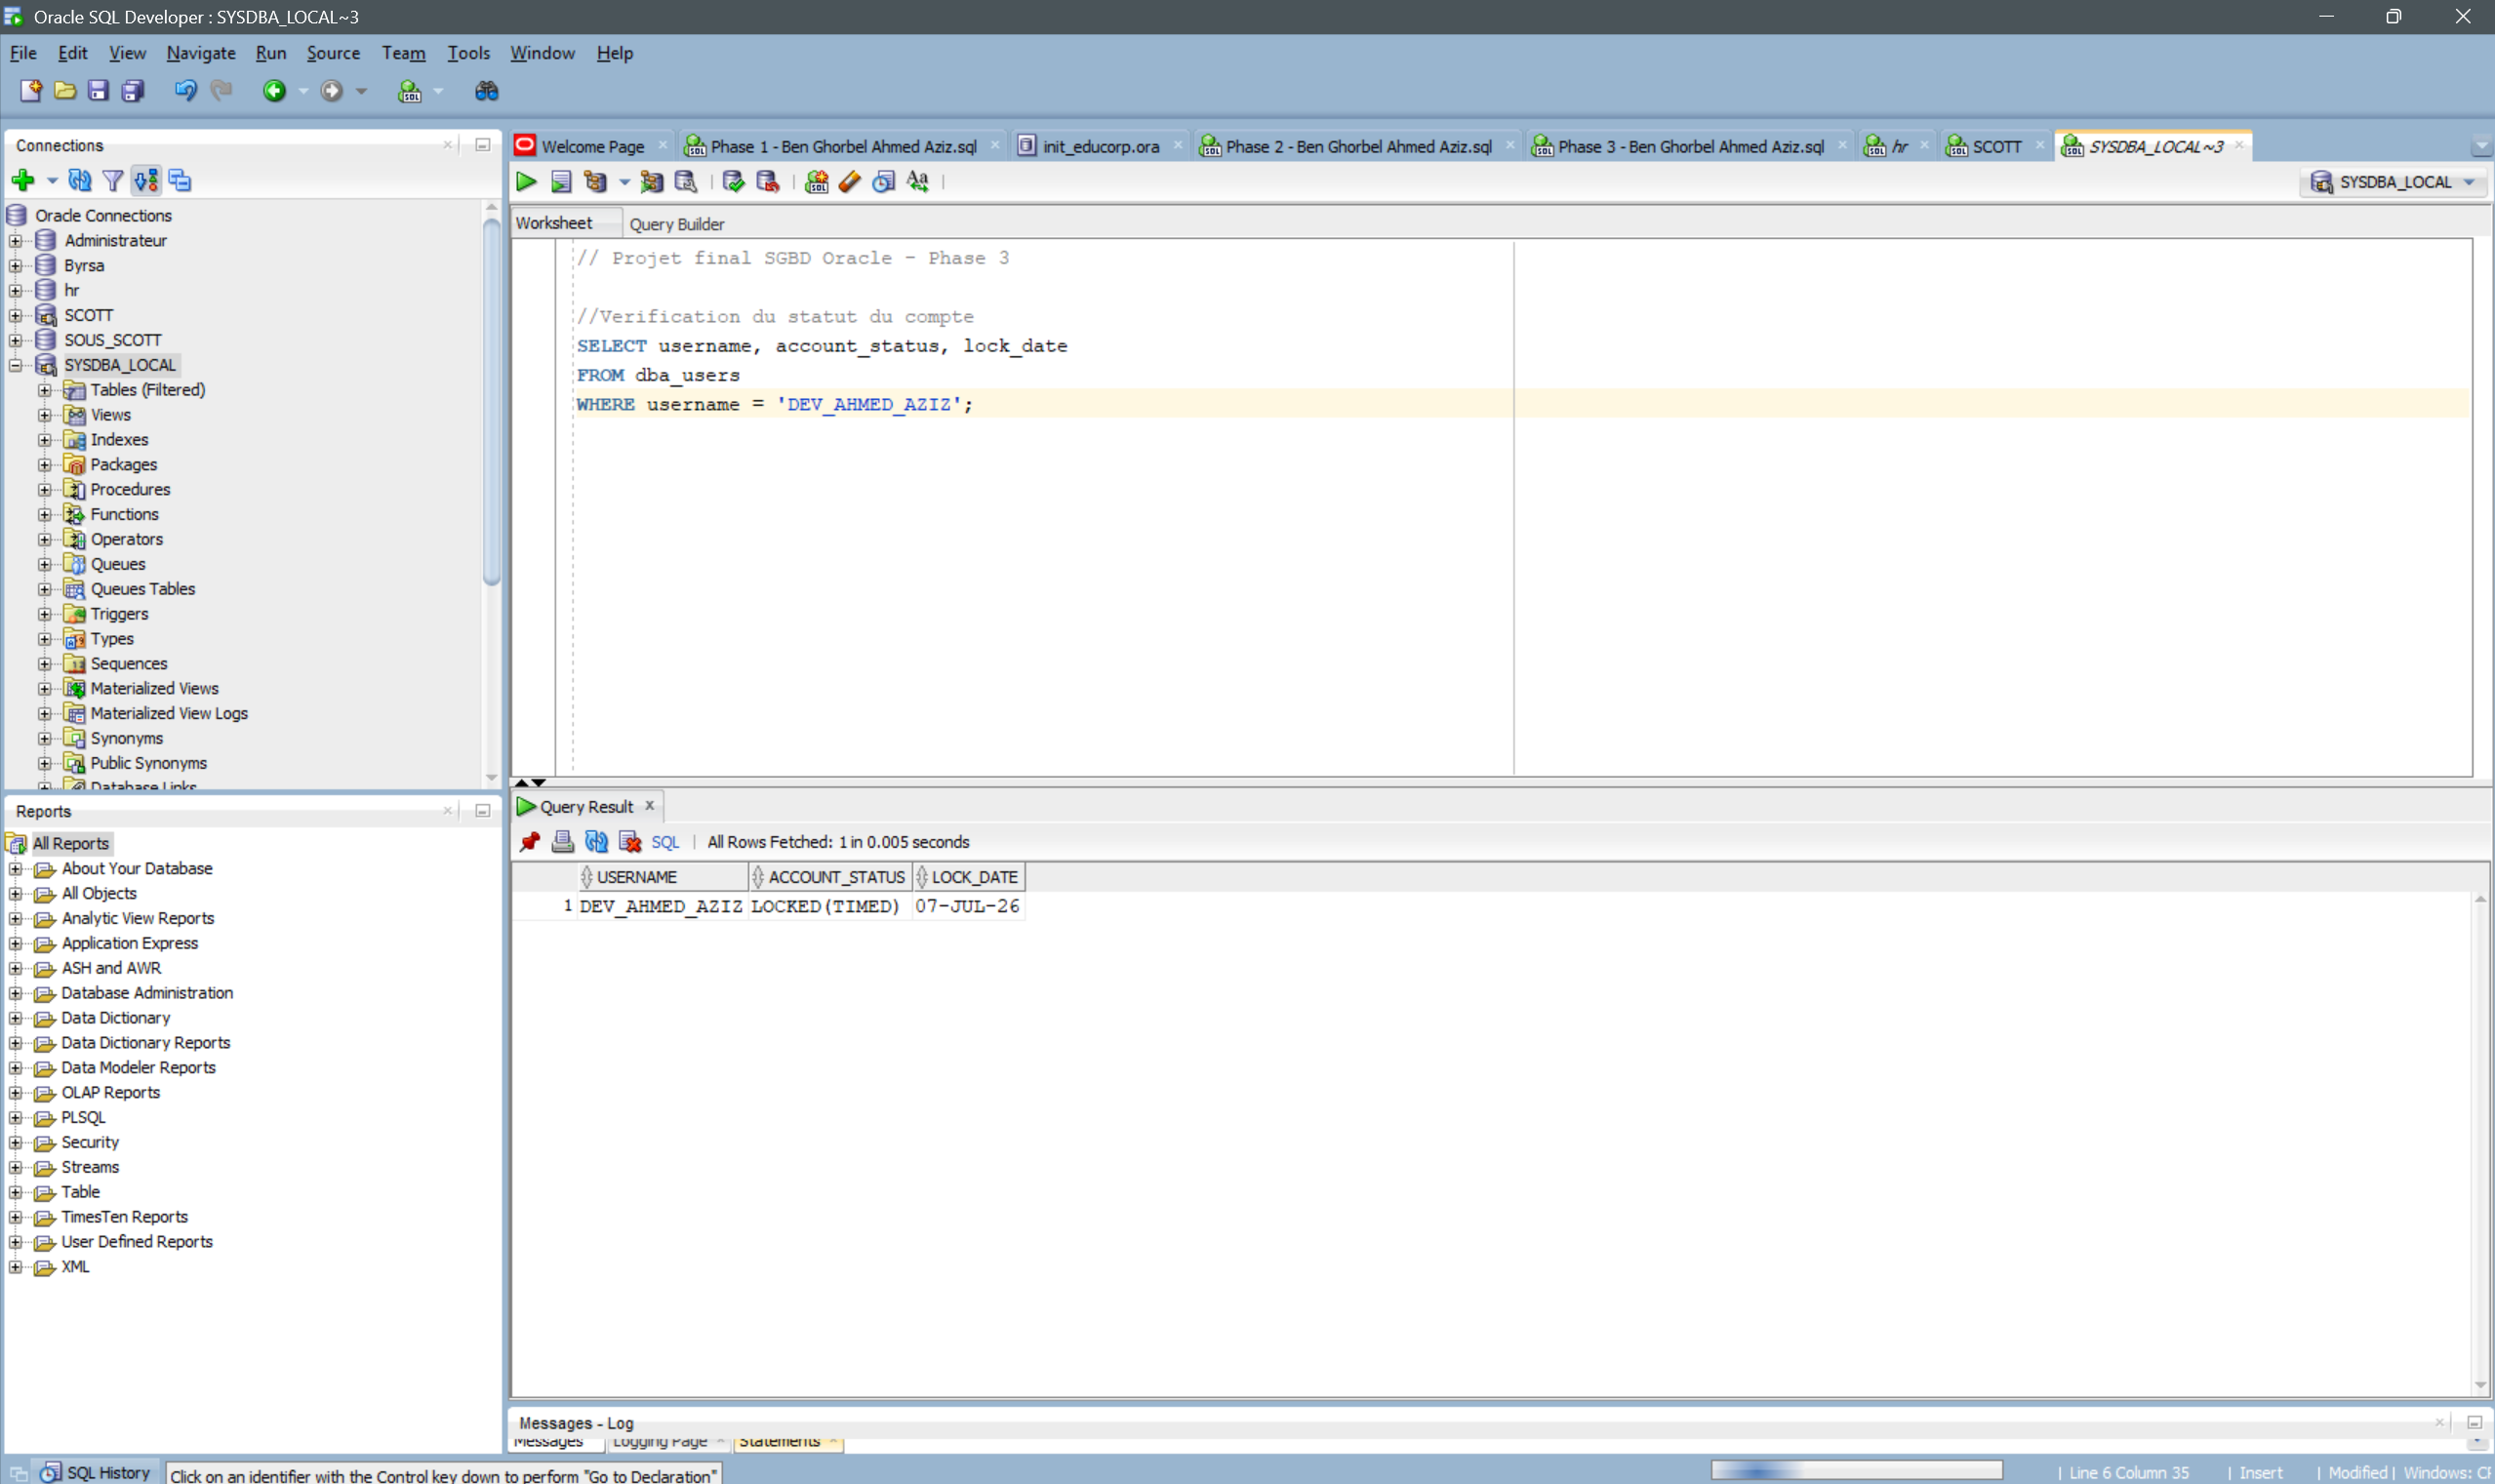 Oracle SQL Developer : SYSDBA_LOCAL~3
File Edit View Navigate Run Source Team Tools Window Help
Connections
Oracle Connections
Administrateur
Byrsa
hr
SCOTT
SOUS_SCOTT
SYSDBA_LOCAL
Tables (Filtered)
Views
Indexes
Packages
Procedures
Functions
Operators
Queues
Queues Tables
Triggers
Types
Sequences
Materialized Views
Materialized View Logs
Synonyms
Public Synonyms
Database Links
Reports
All Reports
About Your Database
All Objects
Analytic View Reports
Application Express
ASH and AWR
Database Administration
Data Dictionary
Data Dictionary Reports
Data Modeler Reports
OLAP Reports
PLSQL
Security
Streams
Table
TimesTen Reports
User Defined Reports
XML
Welcome Page Phase 1 - Ben Ghorbel Ahmed Aziz.sql init_educorp.ora Phase 2 - Ben Ghorbel Ahmed Aziz.sql Phase 3 - Ben Ghorbel Ahmed Aziz.sql hr SCOTT SYSDBA_LOCAL~3
SYSDBA_LOCAL
Worksheet Query Builder
// Projet final SGBD Oracle - Phase 3
//Verification du statut du compte
SELECT username, account_status, lock_date
FROM dba_users
WHERE username = 'DEV_AHMED_AZIZ';
Query Result
SQL | All Rows Fetched: 1 in 0.005 seconds
USERNAME ACCOUNT_STATUS LOCK_DATE
1 DEV_AHMED_AZIZ LOCKED(TIMED) 07-JUL-26
Messages - Log
Messages Logging Page Statements
SQL History Click on an identifier with the Control key down to perform "Go to Declaration" | Line 6 Column 35 | Insert | Modified | Windows: